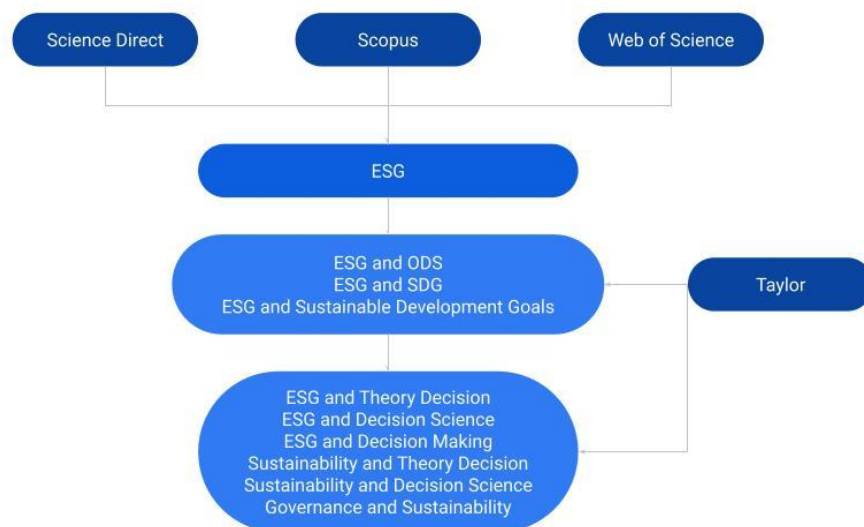 Science Direct
Scopus
Web of Science
ESG
ESG and ODS
ESG and SDG
ESG and Sustainable Development Goals
Taylor
ESG and Theory Decision
ESG and Decision Science
ESG and Decision Making
Sustainability and Theory Decision
Sustainability and Decision Science
Governance and Sustainability